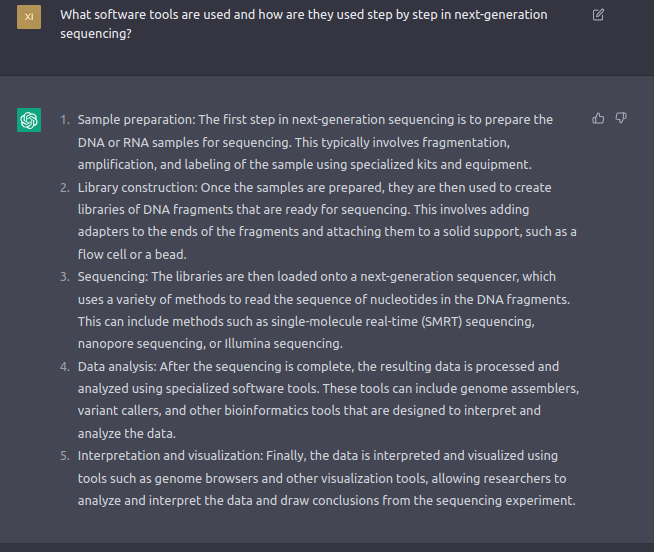 XI
What software tools are used and how are they used step by step in next-generation
sequencing?
1. Sample preparation: The first step in next-generation sequencing is to prepare the
DNA or RNA samples for sequencing. This typically involves fragmentation,
amplification, and labeling of the sample using specialized kits and equipment.
2. Library construction: Once the samples are prepared, they are then used to create
libraries of DNA fragments that are ready for sequencing. This involves adding
adapters to the ends of the fragments and attaching them to a solid support, such as a
flow cell or a bead.
3. Sequencing: The libraries are then loaded onto a next-generation sequencer, which
uses a variety of methods to read the sequence of nucleotides in the DNA fragments.
This can include methods such as single-molecule real-time (SMRT) sequencing,
nanopore sequencing, or Illumina sequencing.
4. Data analysis: After the sequencing is complete, the resulting data is processed and
analyzed using specialized software tools. These tools can include genome assemblers,
variant callers, and other bioinformatics tools that are designed to interpret and
analyze the data.
5. Interpretation and visualization: Finally, the data is interpreted and visualized using
tools such as genome browsers and other visualization tools, allowing researchers to
analyze and interpret the data and draw conclusions from the sequencing experiment.